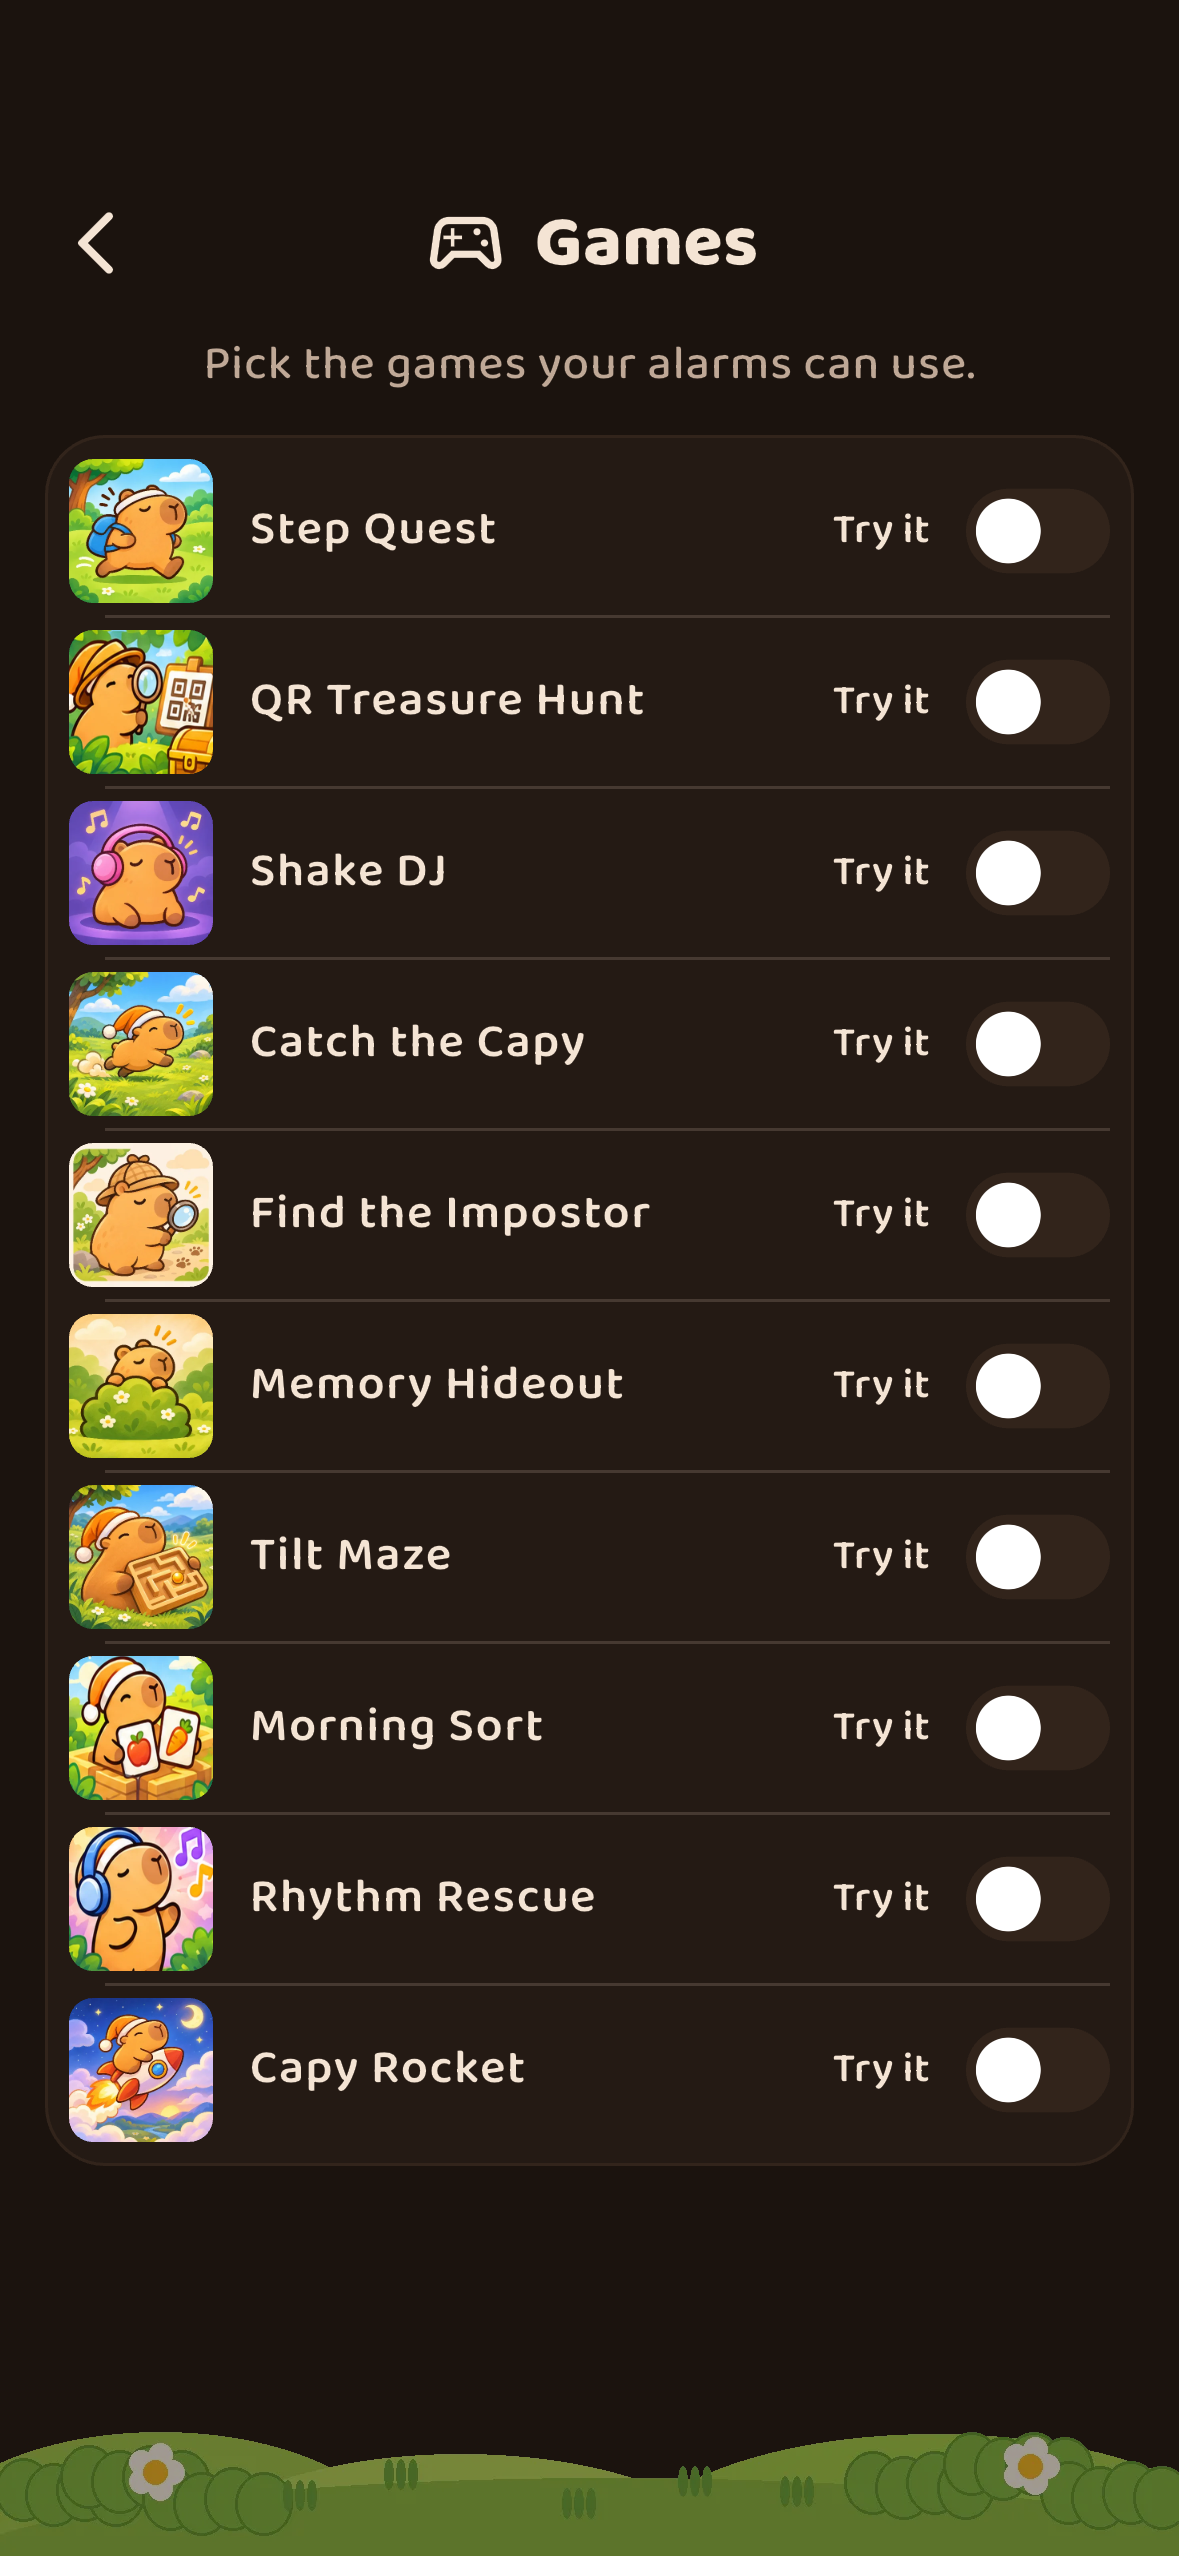 Games
Pick the games your alarms can use.
Step Quest Try it
QR Treasure Hunt Try it
Shake DJ Try it
Catch the Capy Try it
Find the Impostor Try it
Memory Hideout Try it
Tilt Maze Try it
Morning Sort Try it
Rhythm Rescue Try it
Capy Rocket Try it